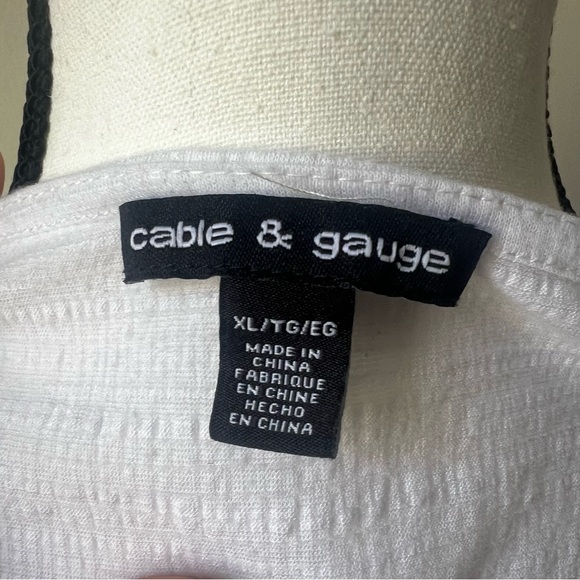 cable & gauge
XL/TG/EG
MADE IN
CHINA
FABRIQUE
EN CHINE
HECHO
EN CHINA